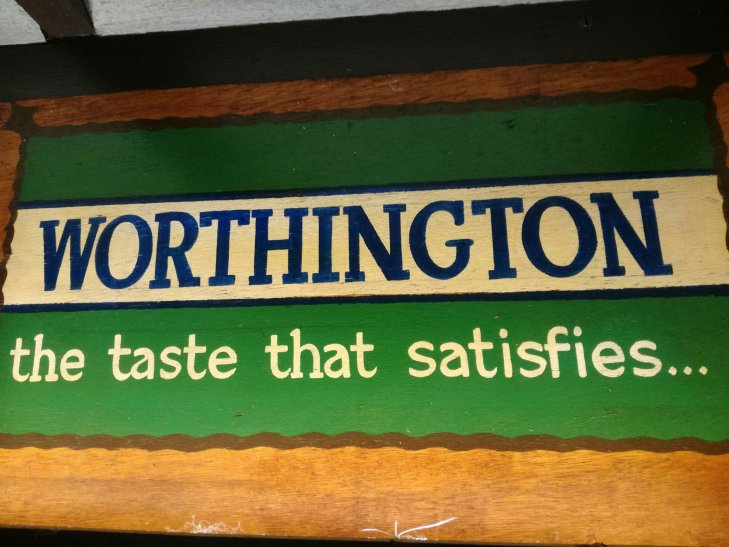 WORTHINGTON
the taste that satisfies...